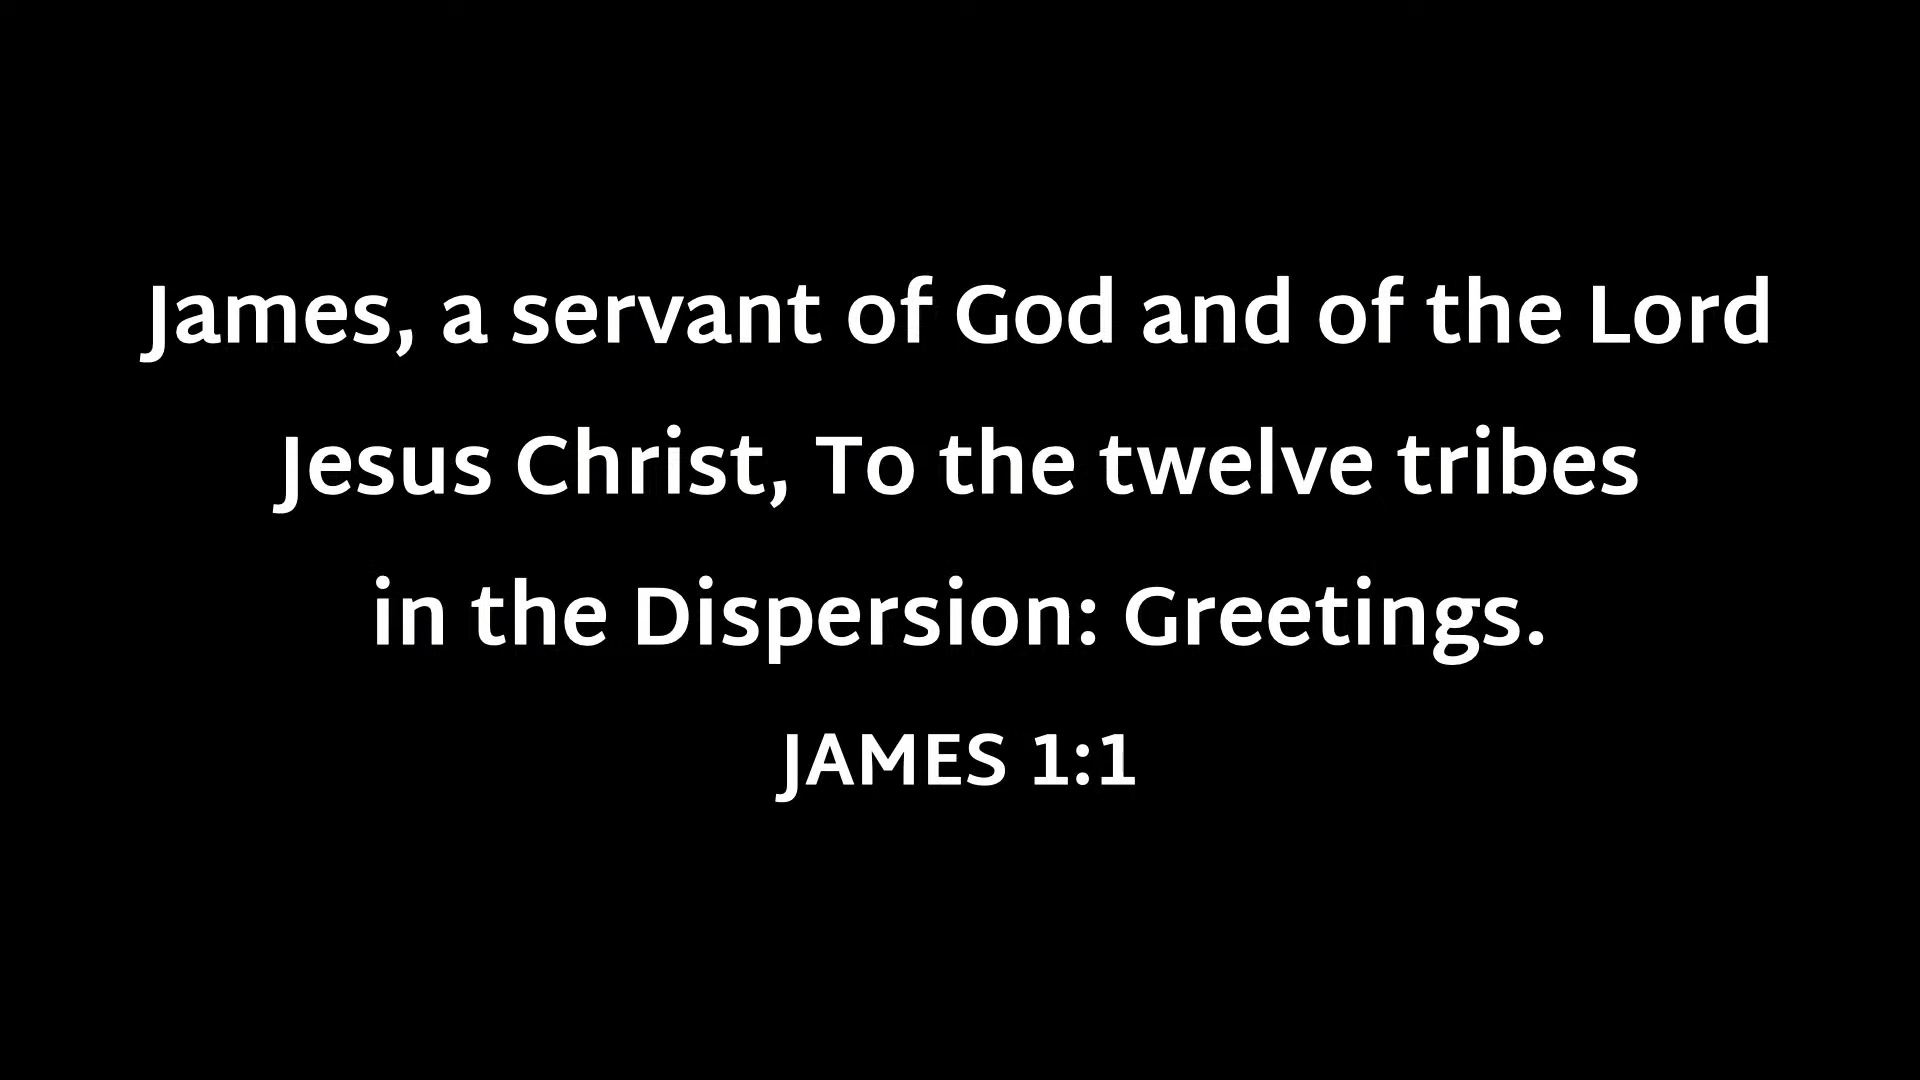 James, a servant of God and of the Lord
Jesus Christ, To the twelve tribes
in the Dispersion: Greetings.
JAMES 1:1